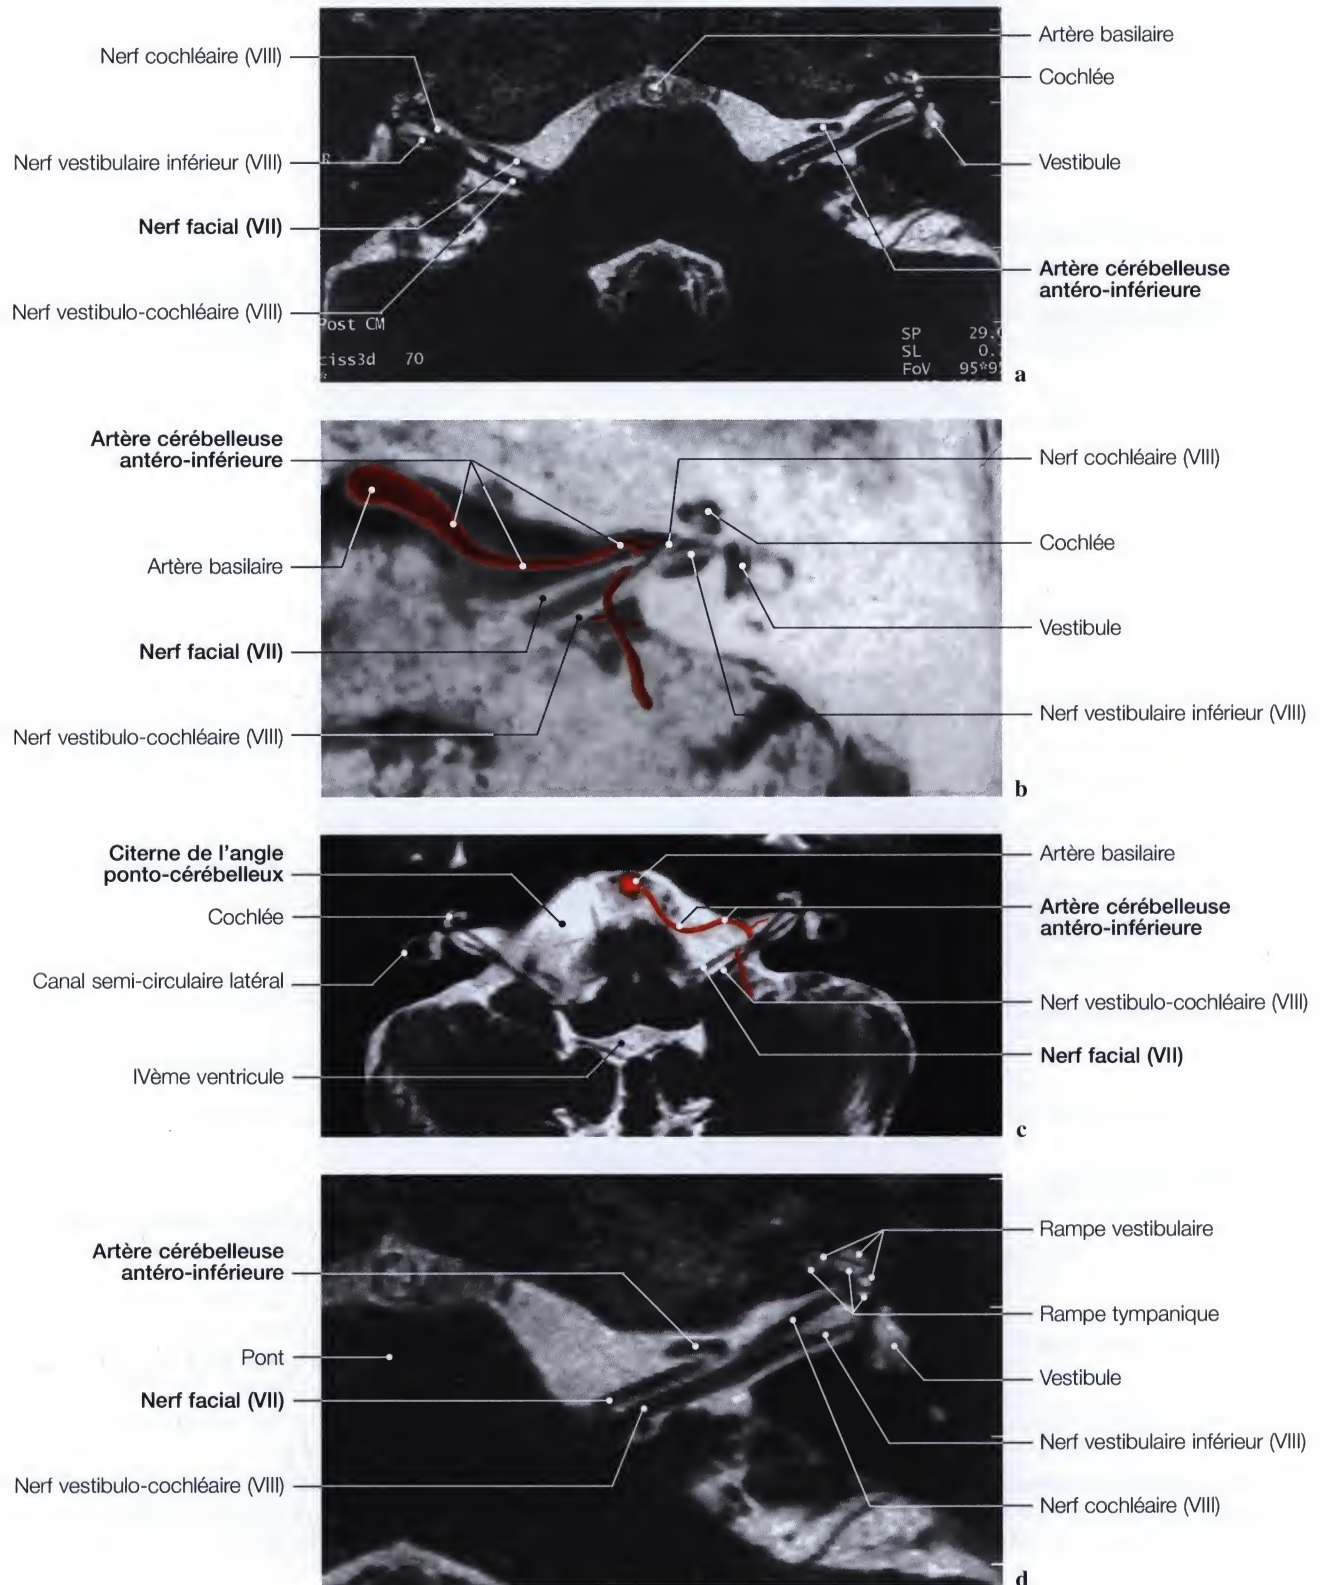 Nerf cochléaire (VIII)
Artère basilaire
Cochlée
Nerf vestibulaire inférieur (VIII)
R
Vestibule
Nerf facial (VII)
Artère cérébelleuse
antéro-inférieure
Nerf vestibulo-cochléaire (VIII)
Post CM
ciss3d 70
*
SP 29.
SL 0.
FoV 95*9
a
Artère cérébelleuse
antéro-inférieure
Nerf cochléaire (VIII)
Cochlée
Artère basilaire
Vestibule
Nerf facial (VII)
Nerf vestibulaire inférieur (VIII)
Nerf vestibulo-cochléaire (VIII)
b
Citerne de l'angle
ponto-cérébelleux
Artère basilaire
Cochlée
Artère cérébelleuse
antéro-inférieure
Canal semi-circulaire latéral
Nerf vestibulo-cochléaire (VIII)
Nerf facial (VII)
IVème ventricule
c
Artère cérébelleuse
antéro-inférieure
Rampe vestibulaire
Rampe tympanique
Pont
Vestibule
Nerf facial (VII)
Nerf vestibulaire inférieur (VIII)
Nerf vestibulo-cochléaire (VIII)
Nerf cochléaire (VIII)
d